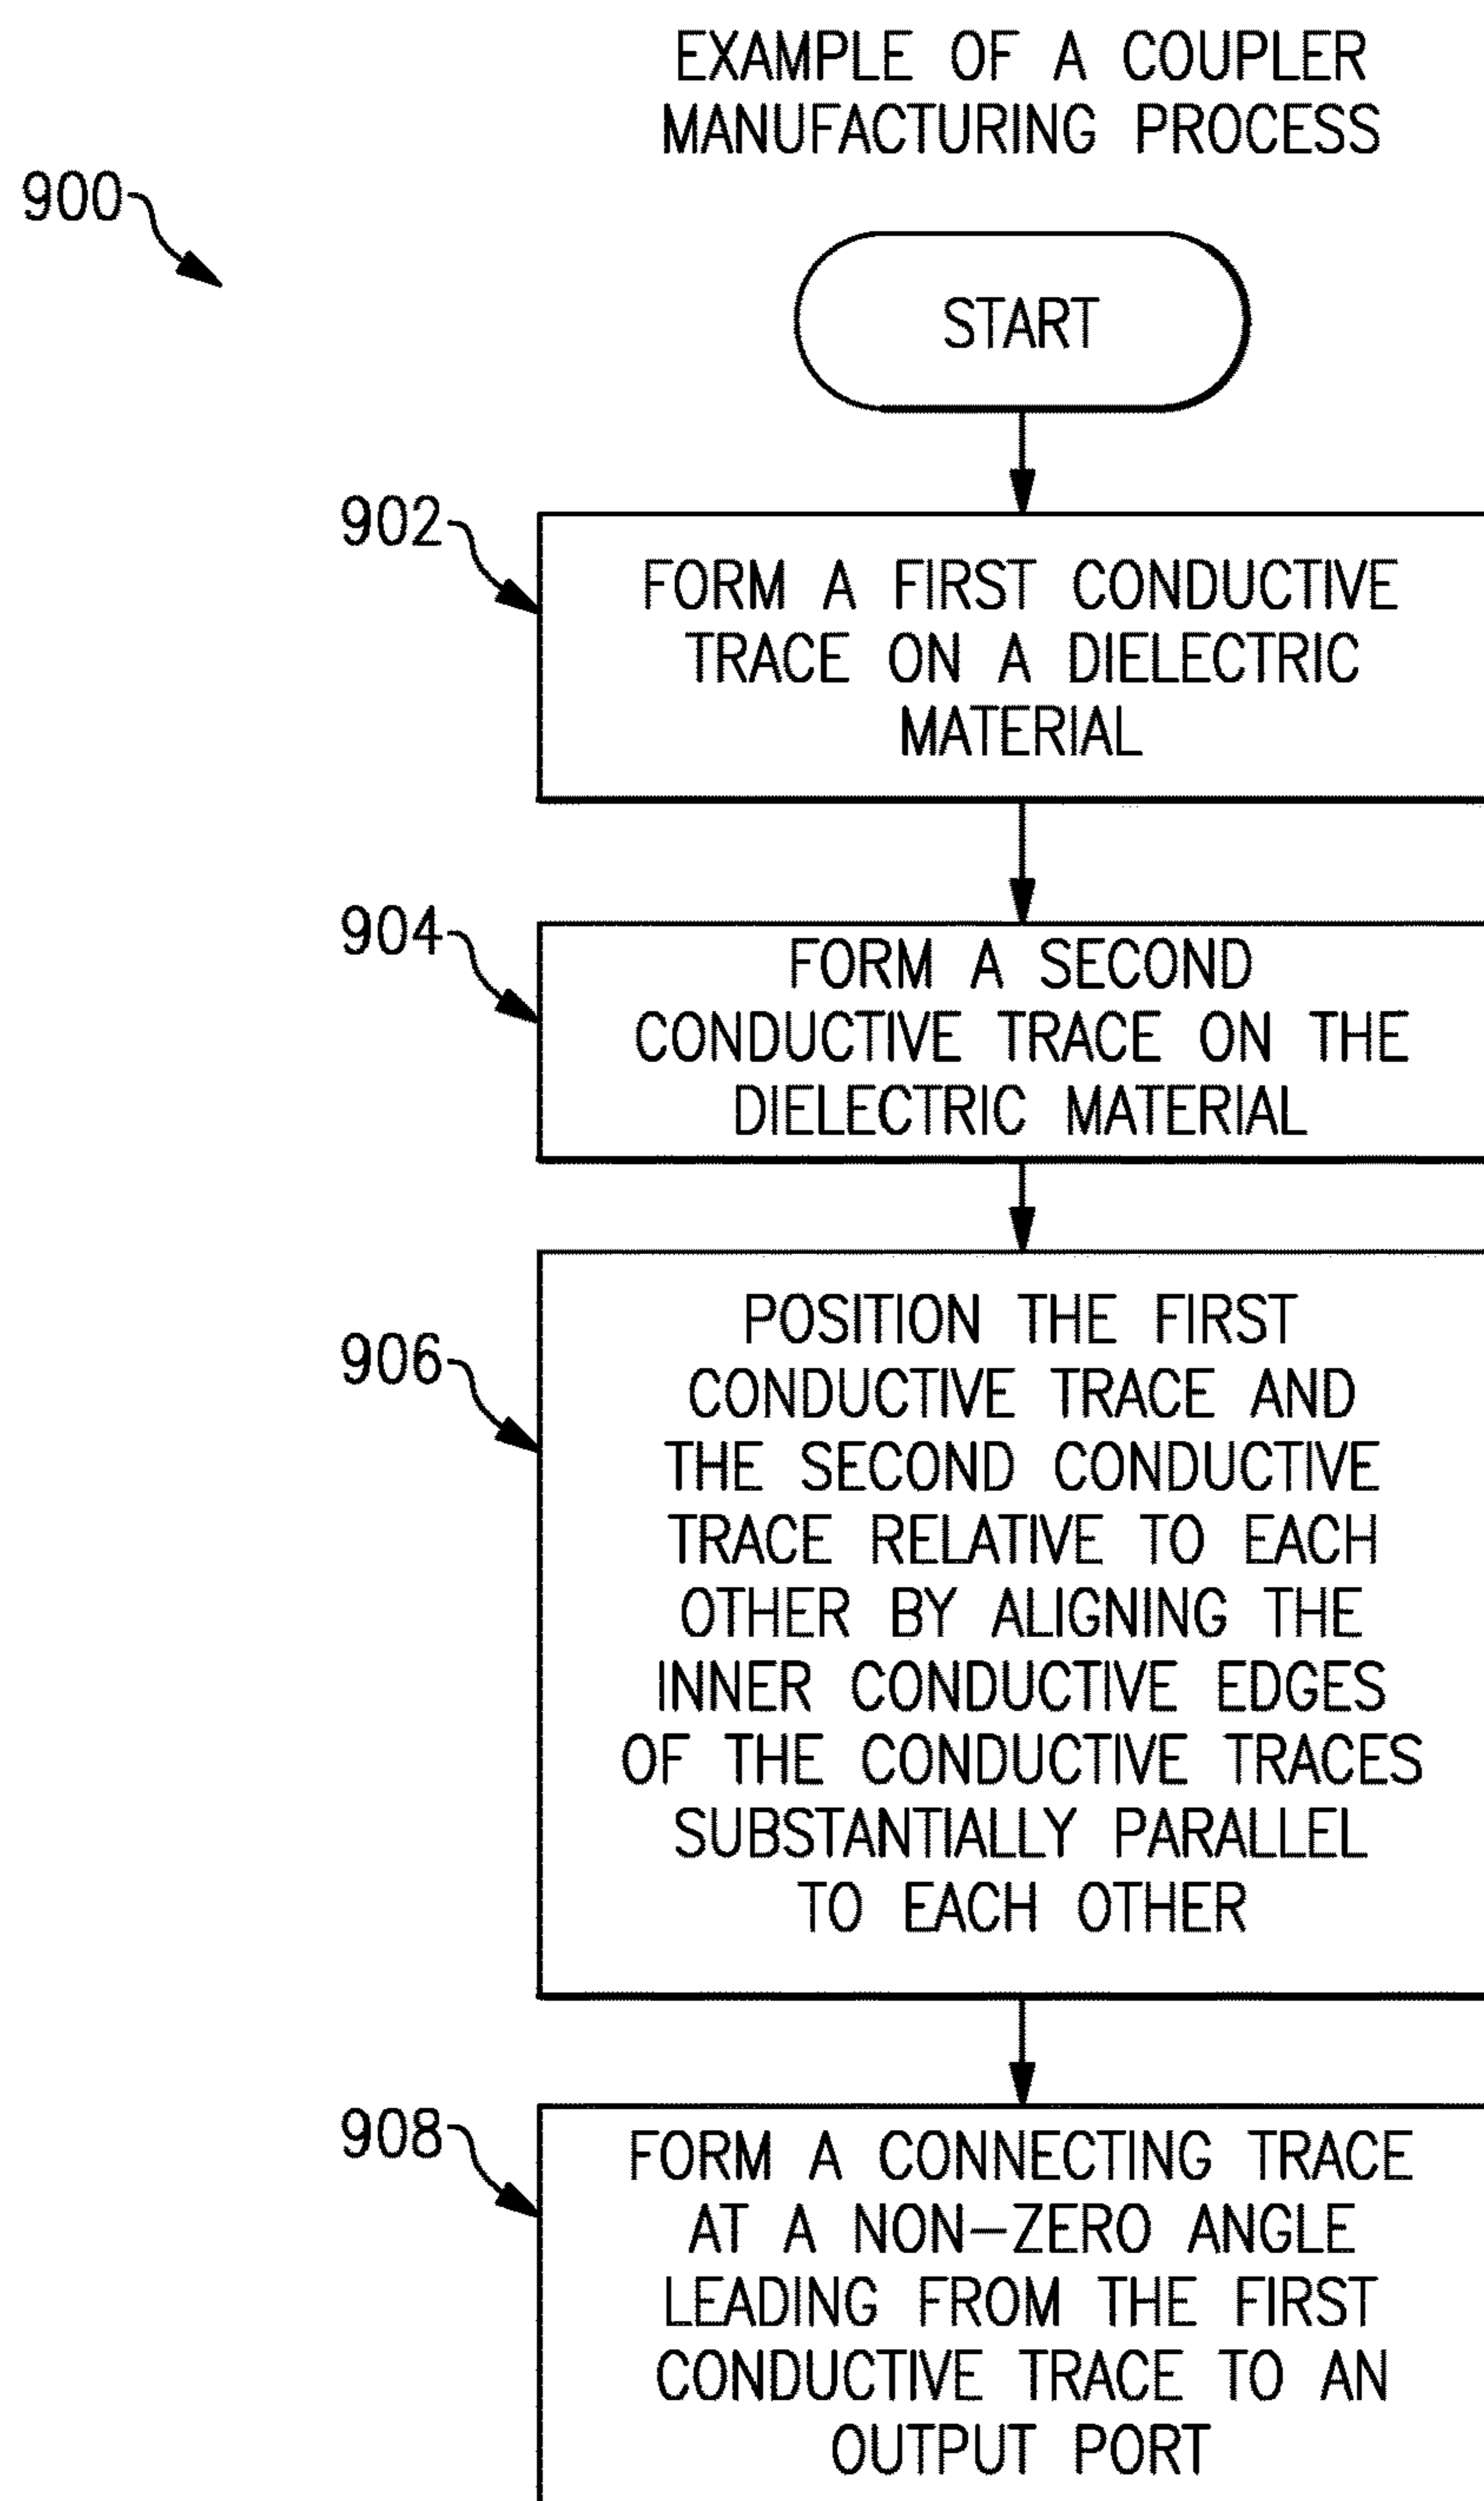 EXAMPLE OF A COUPLER
MANUFACTURING PROCESS
900
START
902
FORM A FIRST CONDUCTIVE
TRACE ON A DIELECTRIC
MATERIAL
904
FORM A SECOND
CONDUCTIVE TRACE ON THE
DIELECTRIC MATERIAL
906
POSITION THE FIRST
CONDUCTIVE TRACE AND
THE SECOND CONDUCTIVE
TRACE RELATIVE TO EACH
OTHER BY ALIGNING THE
INNER CONDUCTIVE EDGES
OF THE CONDUCTIVE TRACES
SUBSTANTIALLY PARALLEL
TO EACH OTHER
908
FORM A CONNECTING TRACE
AT A NON-ZERO ANGLE
LEADING FROM THE FIRST
CONDUCTIVE TRACE TO AN
OUTPUT PORT